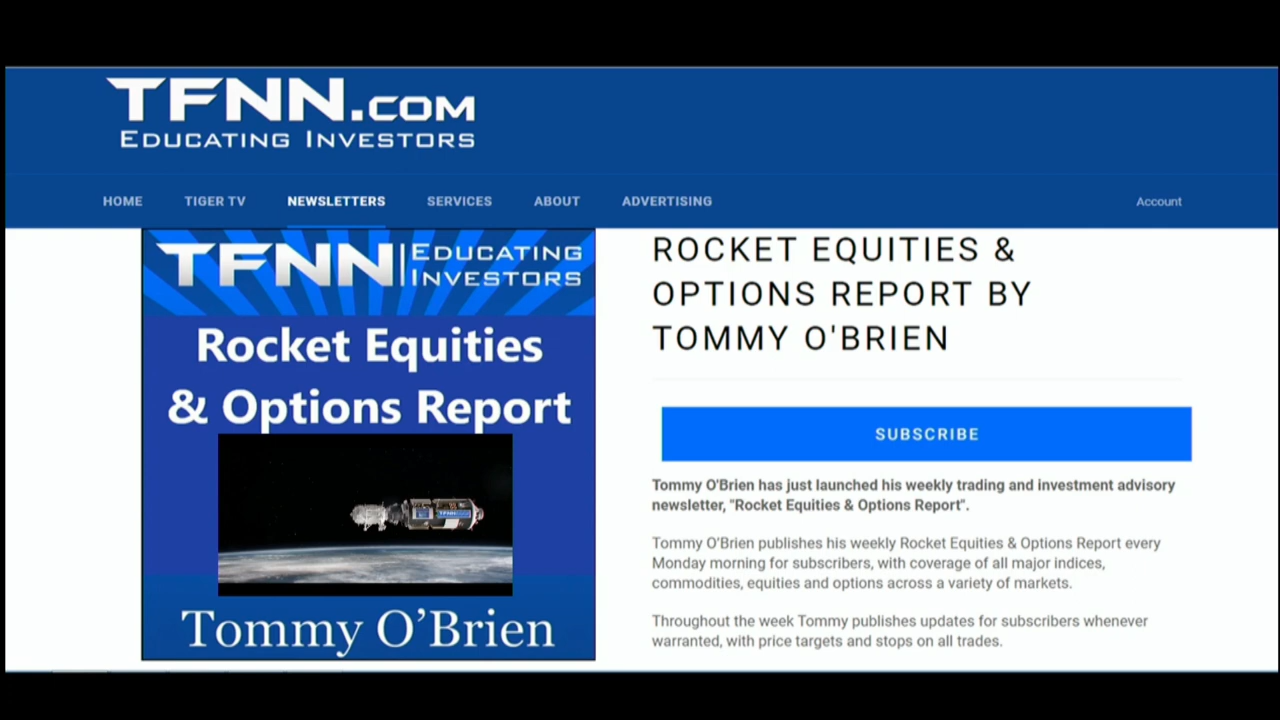 TFNN.COM
EDUCATING INVESTORS
HOME TIGER TV NEWSLETTERS SERVICES ABOUT ADVERTISING Account
TFNN EDUCATING
INVESTORS
Rocket Equities
& Options Report
TFNN
Tommy O’Brien
ROCKET EQUITIES &
OPTIONS REPORT BY
TOMMY O'BRIEN
SUBSCRIBE
Tommy O'Brien has just launched his weekly trading and investment advisory
newsletter, "Rocket Equities & Options Report".
Tommy O'Brien publishes his weekly Rocket Equities & Options Report every
Monday morning for subscribers, with coverage of all major indices,
commodities, equities and options across a variety of markets.
Throughout the week Tommy publishes updates for subscribers whenever
warranted, with price targets and stops on all trades.